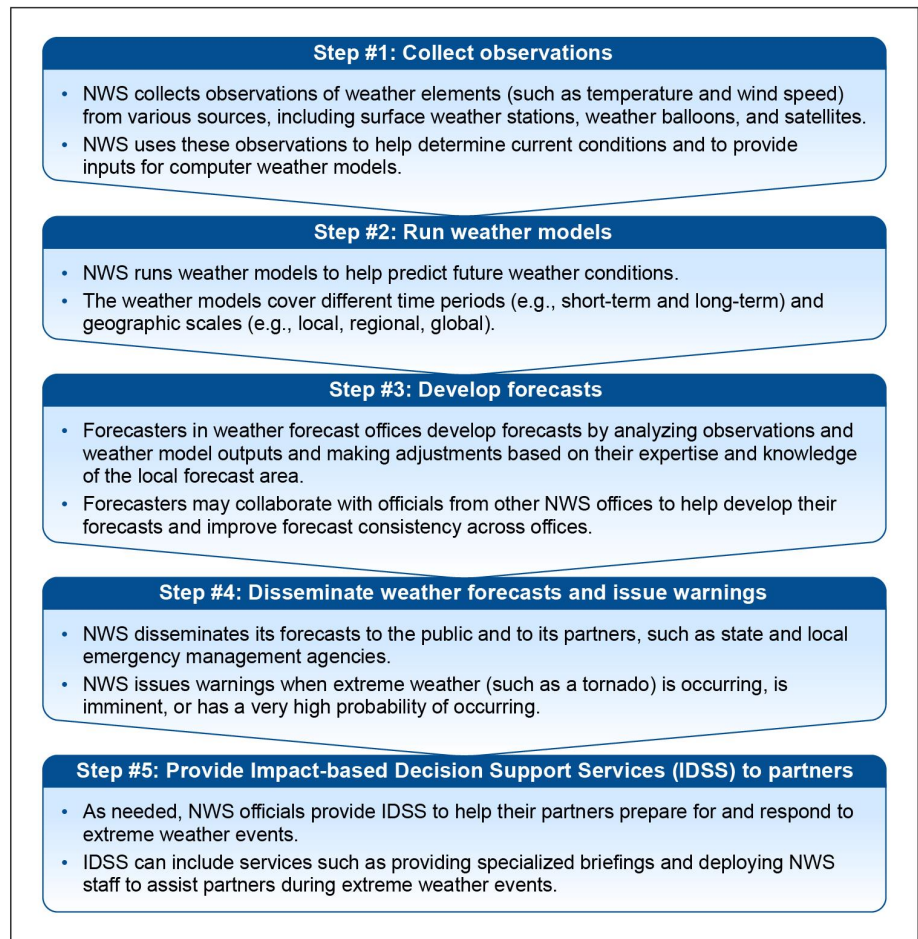 Step #1: Collect observations
• NWS collects observations of weather elements (such as temperature and wind speed)
from various sources, including surface weather stations, weather balloons, and satellites.
• NWS uses these observations to help determine current conditions and to provide
inputs for computer weather models.
Step #2: Run weather models
• NWS runs weather models to help predict future weather conditions.
• The weather models cover different time periods (e.g., short-term and long-term) and
geographic scales (e.g., local, regional, global).
Step #3: Develop forecasts
• Forecasters in weather forecast offices develop forecasts by analyzing observations and
weather model outputs and making adjustments based on their expertise and knowledge
of the local forecast area.
• Forecasters may collaborate with officials from other NWS offices to help develop their
forecasts and improve forecast consistency across offices.
Step #4: Disseminate weather forecasts and issue warnings
• NWS disseminates its forecasts to the public and to its partners, such as state and local
emergency management agencies.
• NWS issues warnings when extreme weather (such as a tornado) is occurring, is
imminent, or has a very high probability of occurring.
Step #5: Provide Impact-based Decision Support Services (IDSS) to partners
• As needed, NWS officials provide IDSS to help their partners prepare for and respond to
extreme weather events.
• IDSS can include services such as providing specialized briefings and deploying NWS
staff to assist partners during extreme weather events.